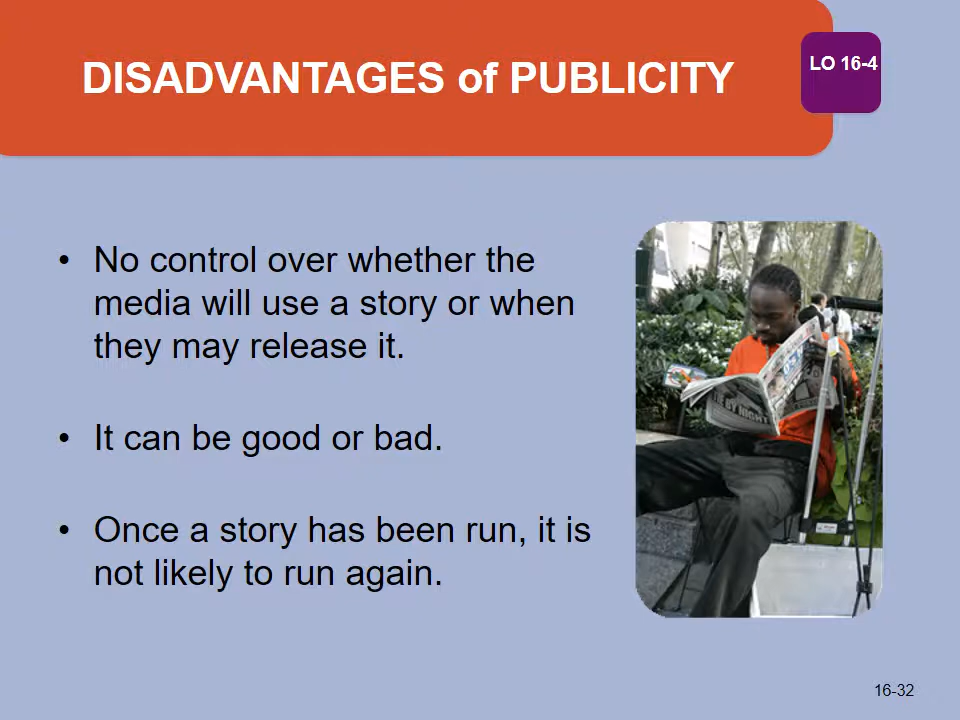 DISADVANTAGES of PUBLICITY
LO 16-4
• No control over whether the
media will use a story or when
they may release it.
• It can be good or bad.
• Once a story has been run, it is
not likely to run again.
BY NIGHT
16-32